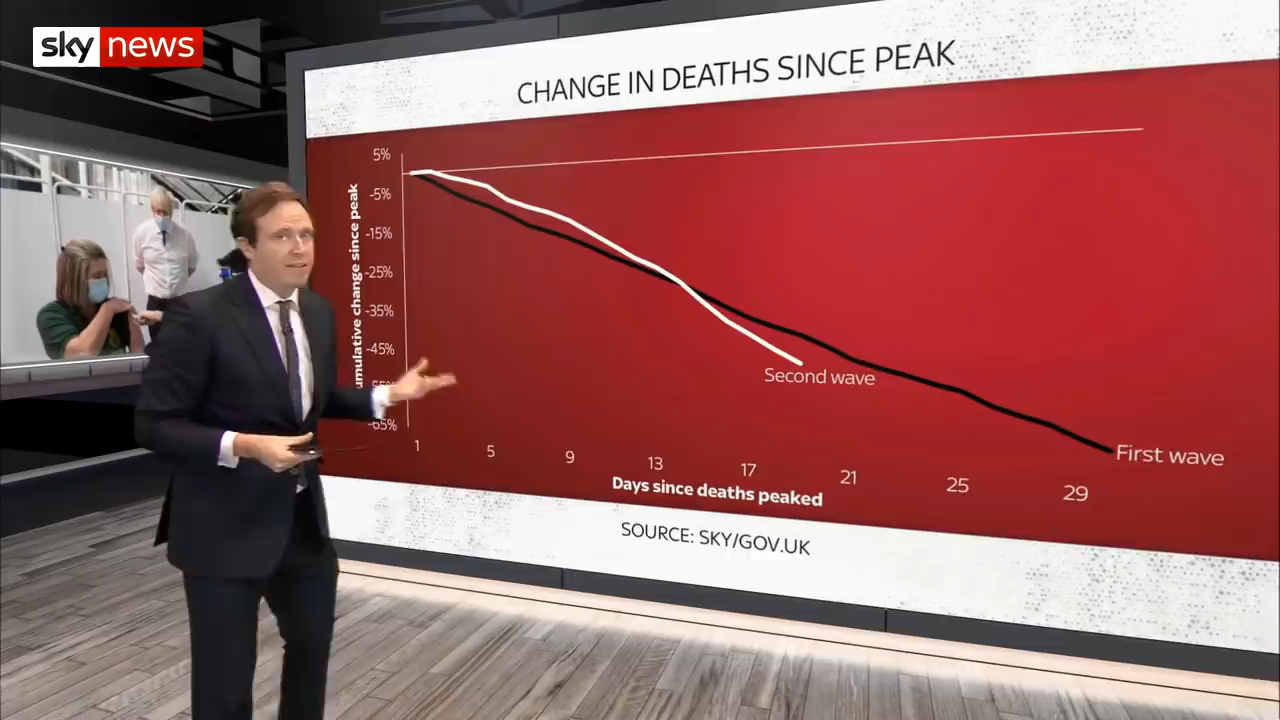 sky news
CHANGE IN DEATHS SINCE PEAK
5%
-5%
-15%
-25%
-35%
-45%
-65%
umulative change since peak
Second wave
First wave
1 5 9 13 17 21 25 29
Days since deaths peaked
SOURCE: SKY/GOV.UK